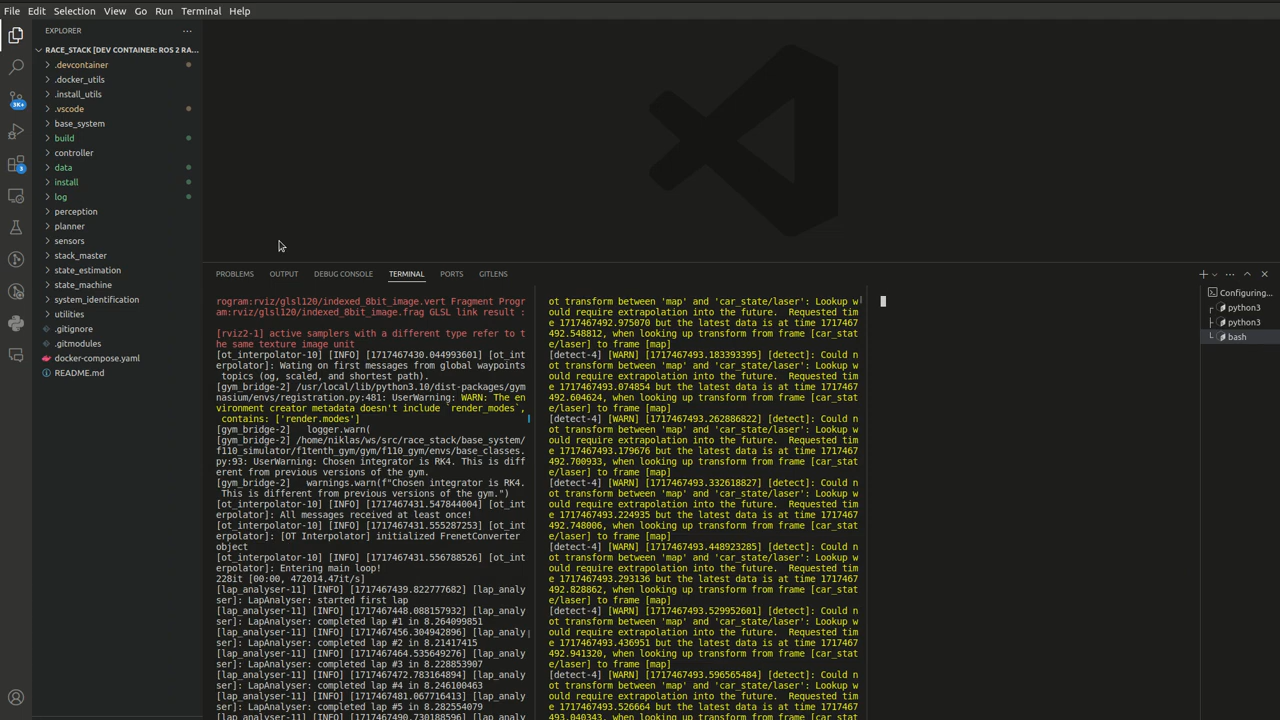 File Edit Selection View Go Run Terminal Help
EXPLORER
RACE_STACK [DEV CONTAINER: ROS 2 RA...
.devcontainer
.docker_utils
.install_utils
3K+
.vscode
base_system
build
controller
3
data
install
log
perception
planner
sensors
stack_master
state_estimation
state_machine
system_identification
utilities
.gitignore
.gitmodules
docker-compose.yaml
README.md
PROBLEMS OUTPUT DEBUG CONSOLE TERMINAL PORTS GITLENS
rogram:rviz/glsl120/indexed_8bit_image.vert Fragment Progr
am:rviz/glsl120/indexed_8bit_image.frag GLSL link result :
[rviz2-1] active samplers with a different type refer to t
he same texture image unit
[ot_interpolator-10] [INFO] [1717467430.044993601] [ot_int
erpolator]: Wating on first messages from global waypoints
topics (og, scaled, and shortest path).
[gym_bridge-2] /usr/local/lib/python3.10/dist-packages/gym
nasium/envs/registration.py:481: UserWarning: WARN: The en
vironment creator metadata doesn't include `render_modes`,
contains: ['render.modes']
[gym_bridge-2]   logger.warn(
[gym_bridge-2] /home/niklas/ws/src/race_stack/base_system/
f110_simulator/f1tenth_gym/gym/f110_gym/envs/base_classes.
py:93: UserWarning: Chosen integrator is RK4. This is diff
erent from previous versions of the gym.
[gym_bridge-2]   warnings.warn(f"Chosen integrator is RK4.
This is different from previous versions of the gym.")
[ot_interpolator-10] [INFO] [1717467431.547844004] [ot_int
erpolator]: All messages received at least once!
[ot_interpolator-10] [INFO] [1717467431.555287253] [ot_int
erpolator]: [OT Interpolator] initialized FrenetConverter
object
[ot_interpolator-10] [INFO] [1717467431.556788526] [ot_int
erpolator]: Entering main loop!
228it [00:00, 472014.47it/s]
[lap_analyser-11] [INFO] [1717467439.822777682] [lap_analy
ser]: LapAnalyser: started first lap
[lap_analyser-11] [INFO] [1717467448.088157932] [lap_analy
ser]: LapAnalyser: completed lap #1 in 8.264099851
[lap_analyser-11] [INFO] [1717467456.304942896] [lap_analy
ser]: LapAnalyser: completed lap #2 in 8.21417415
[lap_analyser-11] [INFO] [1717467464.535649276] [lap_analy
ser]: LapAnalyser: completed lap #3 in 8.228853907
[lap_analyser-11] [INFO] [1717467472.783164894] [lap_analy
ser]: LapAnalyser: completed lap #4 in 8.246100463
[lap_analyser-11] [INFO] [1717467481.067716413] [lap_analy
ser]: LapAnalyser: completed lap #5 in 8.282554079
[lap_analyser-11] [INFO] [1717467490.730188596] [lap_analy
ot transform between 'map' and 'car_state/laser': Lookup w
ould require extrapolation into the future.  Requested tim
e 1717467492.975070 but the latest data is at time 1717467
492.548812, when looking up transform from frame [car_stat
e/laser] to frame [map]
[detect-4] [WARN] [1717467493.183393395] [detect]: Could n
ot transform between 'map' and 'car_state/laser': Lookup w
ould require extrapolation into the future.  Requested tim
e 1717467493.074854 but the latest data is at time 1717467
492.604624, when looking up transform from frame [car_stat
e/laser] to frame [map]
[detect-4] [WARN] [1717467493.262886822] [detect]: Could n
ot transform between 'map' and 'car_state/laser': Lookup w
ould require extrapolation into the future.  Requested tim
e 1717467493.179676 but the latest data is at time 1717467
492.700933, when looking up transform from frame [car_stat
e/laser] to frame [map]
[detect-4] [WARN] [1717467493.332618827] [detect]: Could n
ot transform between 'map' and 'car_state/laser': Lookup w
ould require extrapolation into the future.  Requested tim
e 1717467493.224935 but the latest data is at time 1717467
492.748006, when looking up transform from frame [car_stat
e/laser] to frame [map]
[detect-4] [WARN] [1717467493.448923285] [detect]: Could n
ot transform between 'map' and 'car_state/laser': Lookup w
ould require extrapolation into the future.  Requested tim
e 1717467493.293136 but the latest data is at time 1717467
492.828862, when looking up transform from frame [car_stat
e/laser] to frame [map]
[detect-4] [WARN] [1717467493.529952601] [detect]: Could n
ot transform between 'map' and 'car_state/laser': Lookup w
ould require extrapolation into the future.  Requested tim
e 1717467493.436951 but the latest data is at time 1717467
492.941320, when looking up transform from frame [car_stat
e/laser] to frame [map]
[detect-4] [WARN] [1717467493.596565484] [detect]: Could n
ot transform between 'map' and 'car_state/laser': Lookup w
ould require extrapolation into the future.  Requested tim
e 1717467493.526664 but the latest data is at time 1717467
493.040343, when looking up transform from frame [car_stat
Configuring...
python3
python3
bash